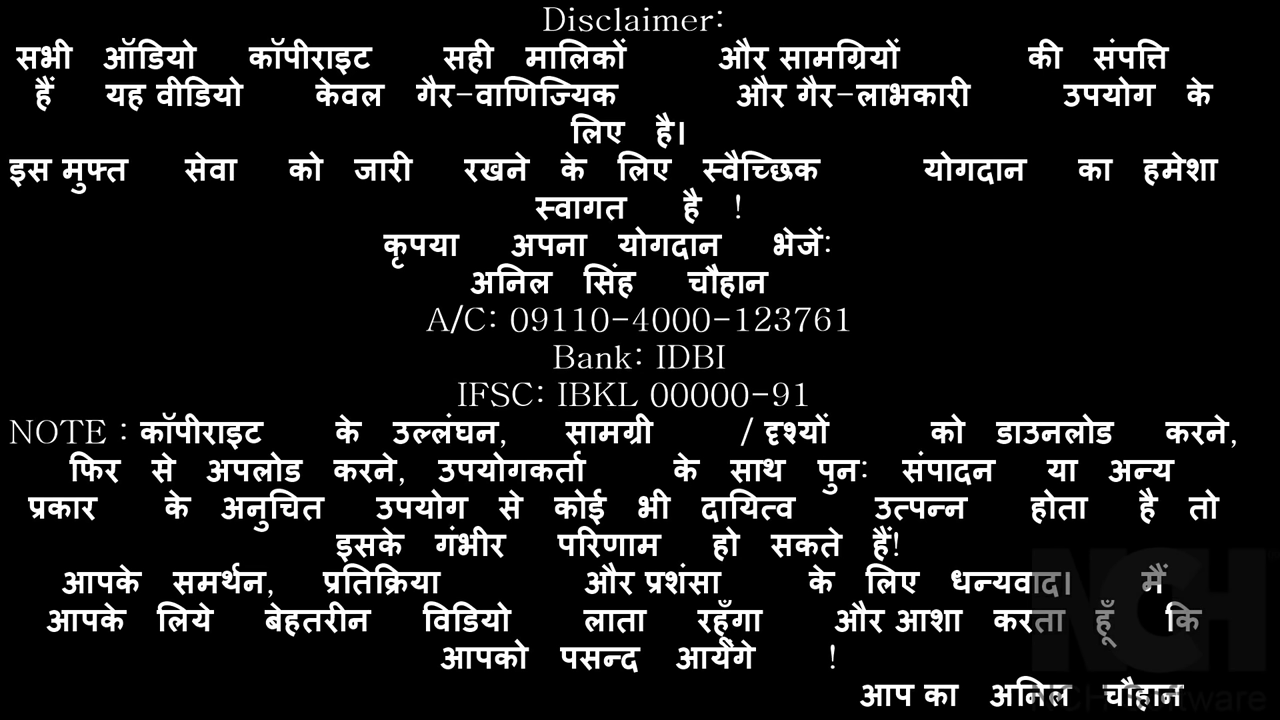 Disclaimer:
सभी ऑडियो कॉपीराइट सही मालिकों और सामग्रियों की संपत्ति
हैं यह वीडियो केवल गैर-वाणिज्यिक और गैर-लाभकारी उपयोग के
लिए है।
इस मुफ्त सेवा को जारी रखने के लिए स्वैच्छिक योगदान का हमेशा
स्वागत है !
कृपया अपना योगदान भेजें:
अनिल सिंह चौहान
A/C: 09110-4000-123761
Bank: IDBI
IFSC: IBKL 00000-91
NOTE : कॉपीराइट के उल्लंघन, सामग्री / दृश्यों को डाउनलोड करने,
फिर से अपलोड करने, उपयोगकर्ता के साथ पुन: संपादन या अन्य
प्रकार के अनुचित उपयोग से कोई भी दायित्व उत्पन्न होता है तो
इसके गंभीर परिणाम हो सकते हैं!
आपके समर्थन, प्रतिक्रिया और प्रशंसा के लिए धन्यवाद। मैं
आपके लिये बेहतरीन विडियो लाता रहूँगा और आशा करता हूँ कि
आपको पसन्द आयेंगे !
आप का अनिल चौहान
NCH
NCH Software